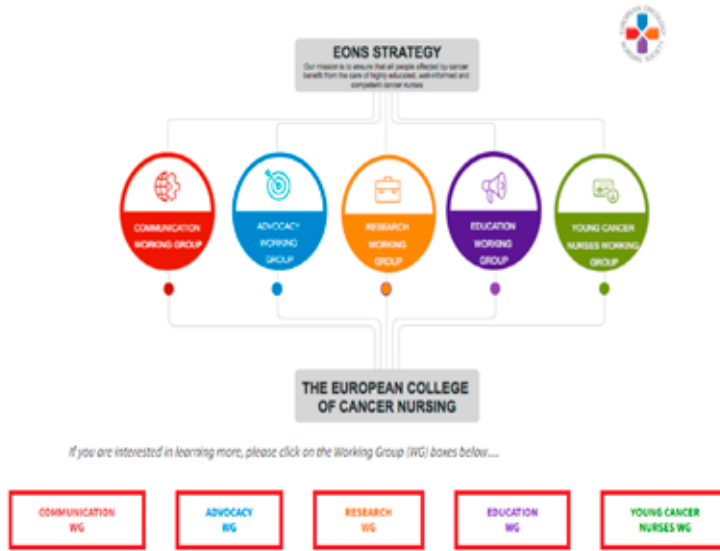 EUROPEAN ONCOLOGY
NURSING SOCIETY
EONS STRATEGY
Our mission is to ensure that all people affected by cancer
benefit from the care of highly educated, well-informed and
competent cancer nurses
COMMUNICATION
WORKING GROUP
ADVOCACY
WORKING
GROUP
RESEARCH
WORKING
GROUP
EDUCATION
WORKING
GROUP
YOUNG CANCER
NURSES WORKING
GROUP
THE EUROPEAN COLLEGE
OF CANCER NURSING
If you are interested in learning more, please click on the Working Group (WG) boxes below.....
COMMUNICATION
WG
ADVOCACY
WG
RESEARCH
WG
EDUCATION
WG
YOUNG CANCER
NURSES WG